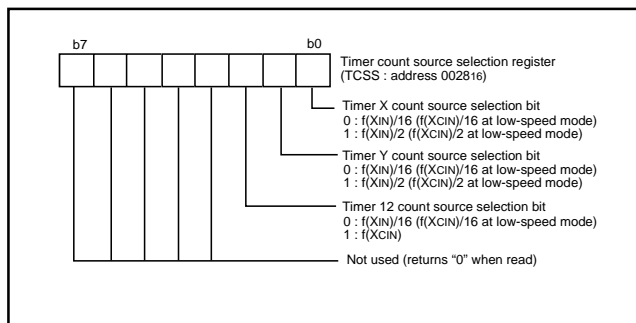 b7 b0
Timer count source selection register
(TCSS : address 002816)
Timer X count source selection bit
0 : f(XIN)/16 (f(XCIN)/16 at low-speed mode)
1 : f(XIN)/2 (f(XCIN)/2 at low-speed mode)
Timer Y count source selection bit
0 : f(XIN)/16 (f(XCIN)/16 at low-speed mode)
1 : f(XIN)/2 (f(XCIN)/2 at low-speed mode)
Timer 12 count source selection bit
0 : f(XIN)/16 (f(XCIN)/16 at low-speed mode)
1 : f(XCIN)
Not used (returns “0” when read)